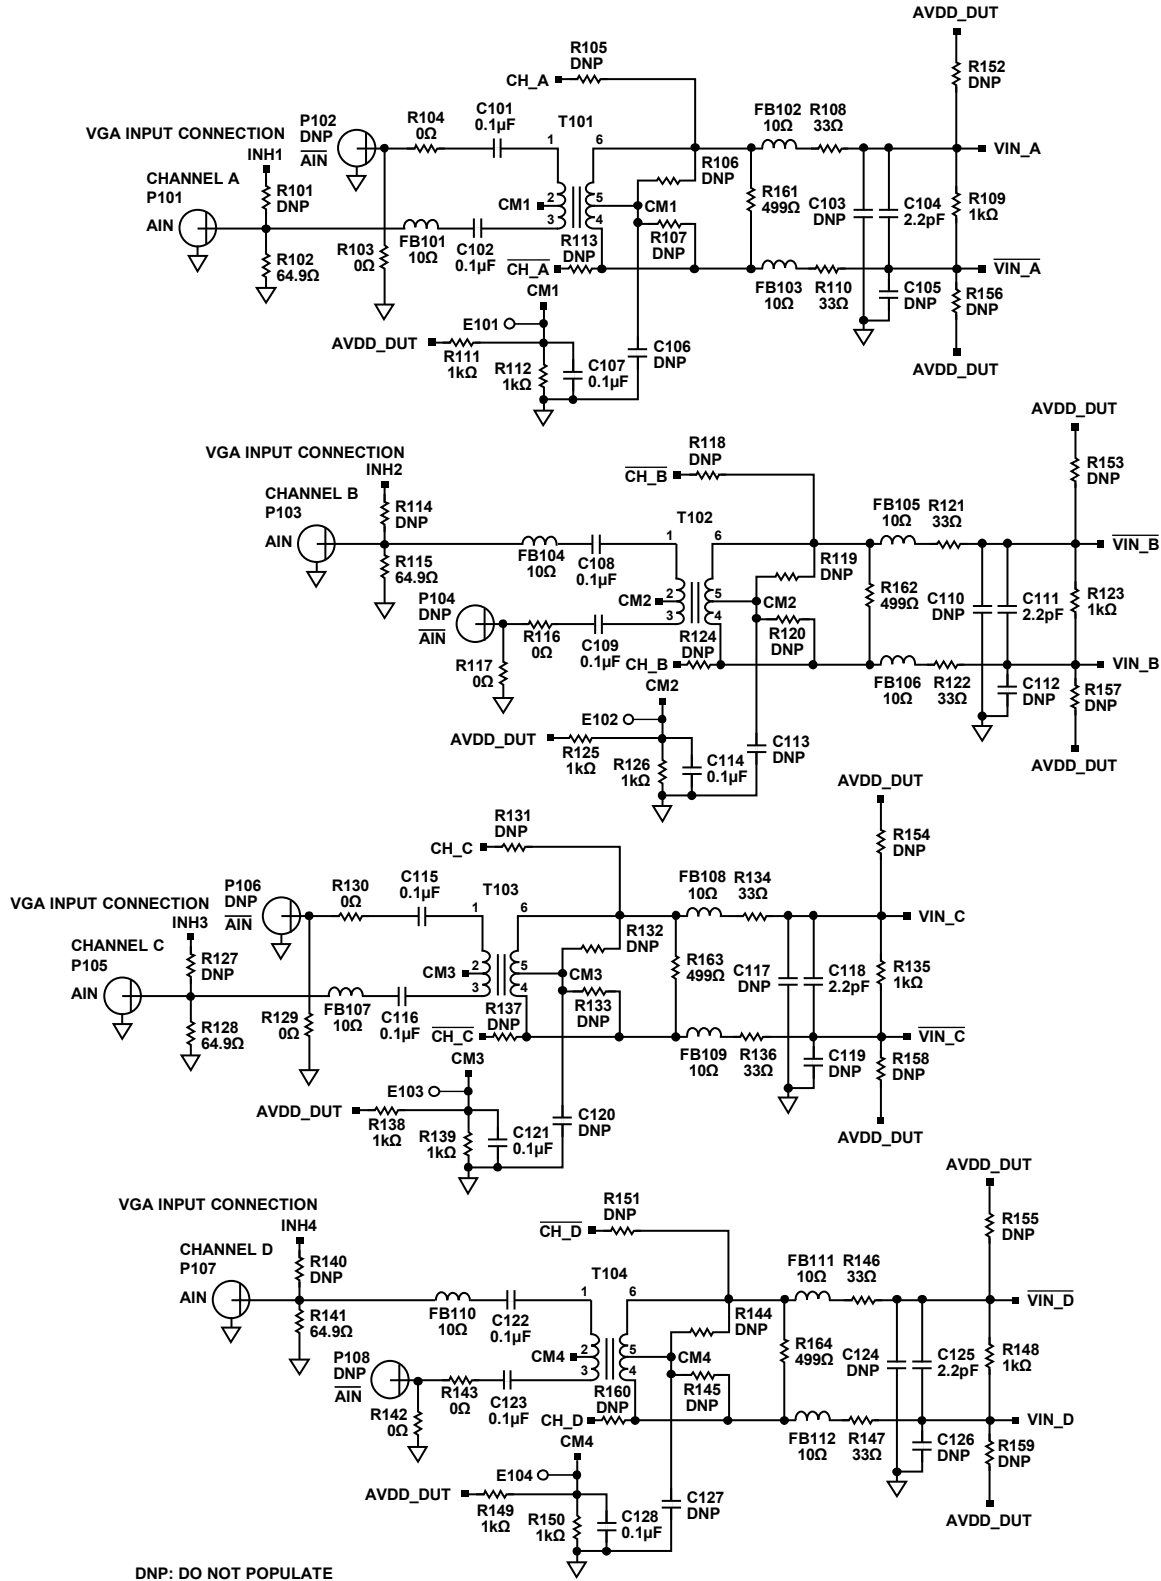 AVDD_DUT
R105
DNP
CH_A
R152
DNP
C101
0.1µF
P102
DNP
AIN
R104
0Ω
T101
FB102
10Ω
R108
33Ω
VGA INPUT CONNECTION
INH1
1
6
VIN_A
CHANNEL A
P101
AIN
R101
DNP
R106
DNP
R161
499Ω
C103
DNP
C104
2.2pF
R109
1kΩ
CM1
2
5
CM1
3
4
R102
64.9Ω
R103
0Ω
FB101
10Ω
C102
0.1µF
R113
DNP
R107
DNP
CH_A
FB103
10Ω
R110
33Ω
C105
DNP
VIN_A
R156
DNP
CM1
E101
AVDD_DUT
R111
1kΩ
R112
1kΩ
C107
0.1µF
C106
DNP
AVDD_DUT
AVDD_DUT
R118
DNP
CH_B
R153
DNP
VGA INPUT CONNECTION
INH2
CHANNEL B
P103
AIN
R114
DNP
T102
FB105
10Ω
R121
33Ω
1
6
VIN_B
FB104
10Ω
C108
0.1µF
R115
64.9Ω
R119
DNP
R162
499Ω
C110
DNP
C111
2.2pF
R123
1kΩ
P104
DNP
AIN
CM2
2
5
CM2
3
4
R116
0Ω
C109
0.1µF
R124
DNP
R120
DNP
R117
0Ω
CH_B
FB106
10Ω
R122
33Ω
C112
DNP
VIN_B
R157
DNP
CM2
E102
AVDD_DUT
R125
1kΩ
R126
1kΩ
C114
0.1µF
C113
DNP
AVDD_DUT
AVDD_DUT
R131
DNP
CH_C
R154
DNP
C115
0.1µF
P106
DNP
AIN
R130
0Ω
T103
FB108
10Ω
R134
33Ω
VGA INPUT CONNECTION
INH3
1
6
VIN_C
CHANNEL C
P105
AIN
R127
DNP
R132
DNP
R163
499Ω
C117
DNP
C118
2.2pF
R135
1kΩ
CM3
2
5
CM3
3
4
R128
64.9Ω
R129
0Ω
FB107
10Ω
C116
0.1µF
R137
DNP
R133
DNP
CH_C
FB109
10Ω
R136
33Ω
C119
DNP
VIN_C
R158
DNP
CM3
E103
AVDD_DUT
R138
1kΩ
R139
1kΩ
C121
0.1µF
C120
DNP
AVDD_DUT
AVDD_DUT
R151
DNP
CH_D
R155
DNP
VGA INPUT CONNECTION
INH4
CHANNEL D
P107
AIN
R140
DNP
T104
FB111
10Ω
R146
33Ω
1
6
VIN_D
FB110
10Ω
C122
0.1µF
R141
64.9Ω
R144
DNP
R164
499Ω
C124
DNP
C125
2.2pF
R148
1kΩ
P108
DNP
AIN
CM4
2
5
CM4
3
4
R143
0Ω
C123
0.1µF
R160
DNP
R145
DNP
R142
0Ω
CH_D
FB112
10Ω
R147
33Ω
C126
DNP
VIN_D
R159
DNP
CM4
E104
AVDD_DUT
R149
1kΩ
R150
1kΩ
C128
0.1µF
C127
DNP
AVDD_DUT
DNP: DO NOT POPULATE